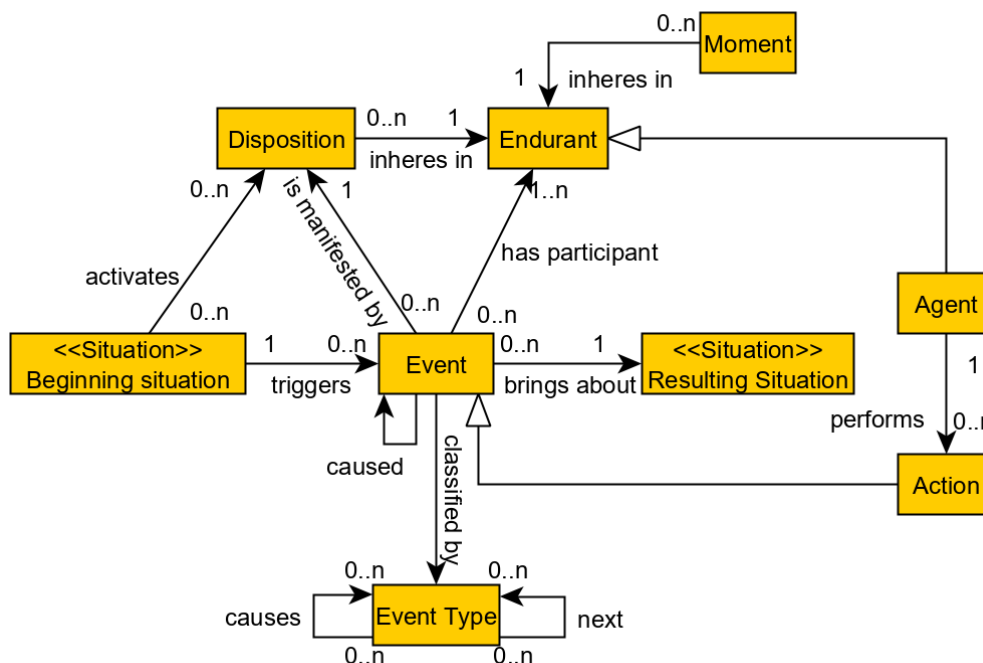 0..n
Moment
1
inheres in
0..n
1
Disposition
Endurant
inheres in
0..n
1
1..n
is manifested by
has participant
activates
0..n
0..n
0..n
Agent
<<Situation>>
Beginning situation
1
0..n
triggers
Event
0..n
1
brings about
<<Situation>>
Resulting Situation
1
performs
0..n
caused
classified by
Action
0..n
0..n
causes
Event Type
next
0..n
0..n